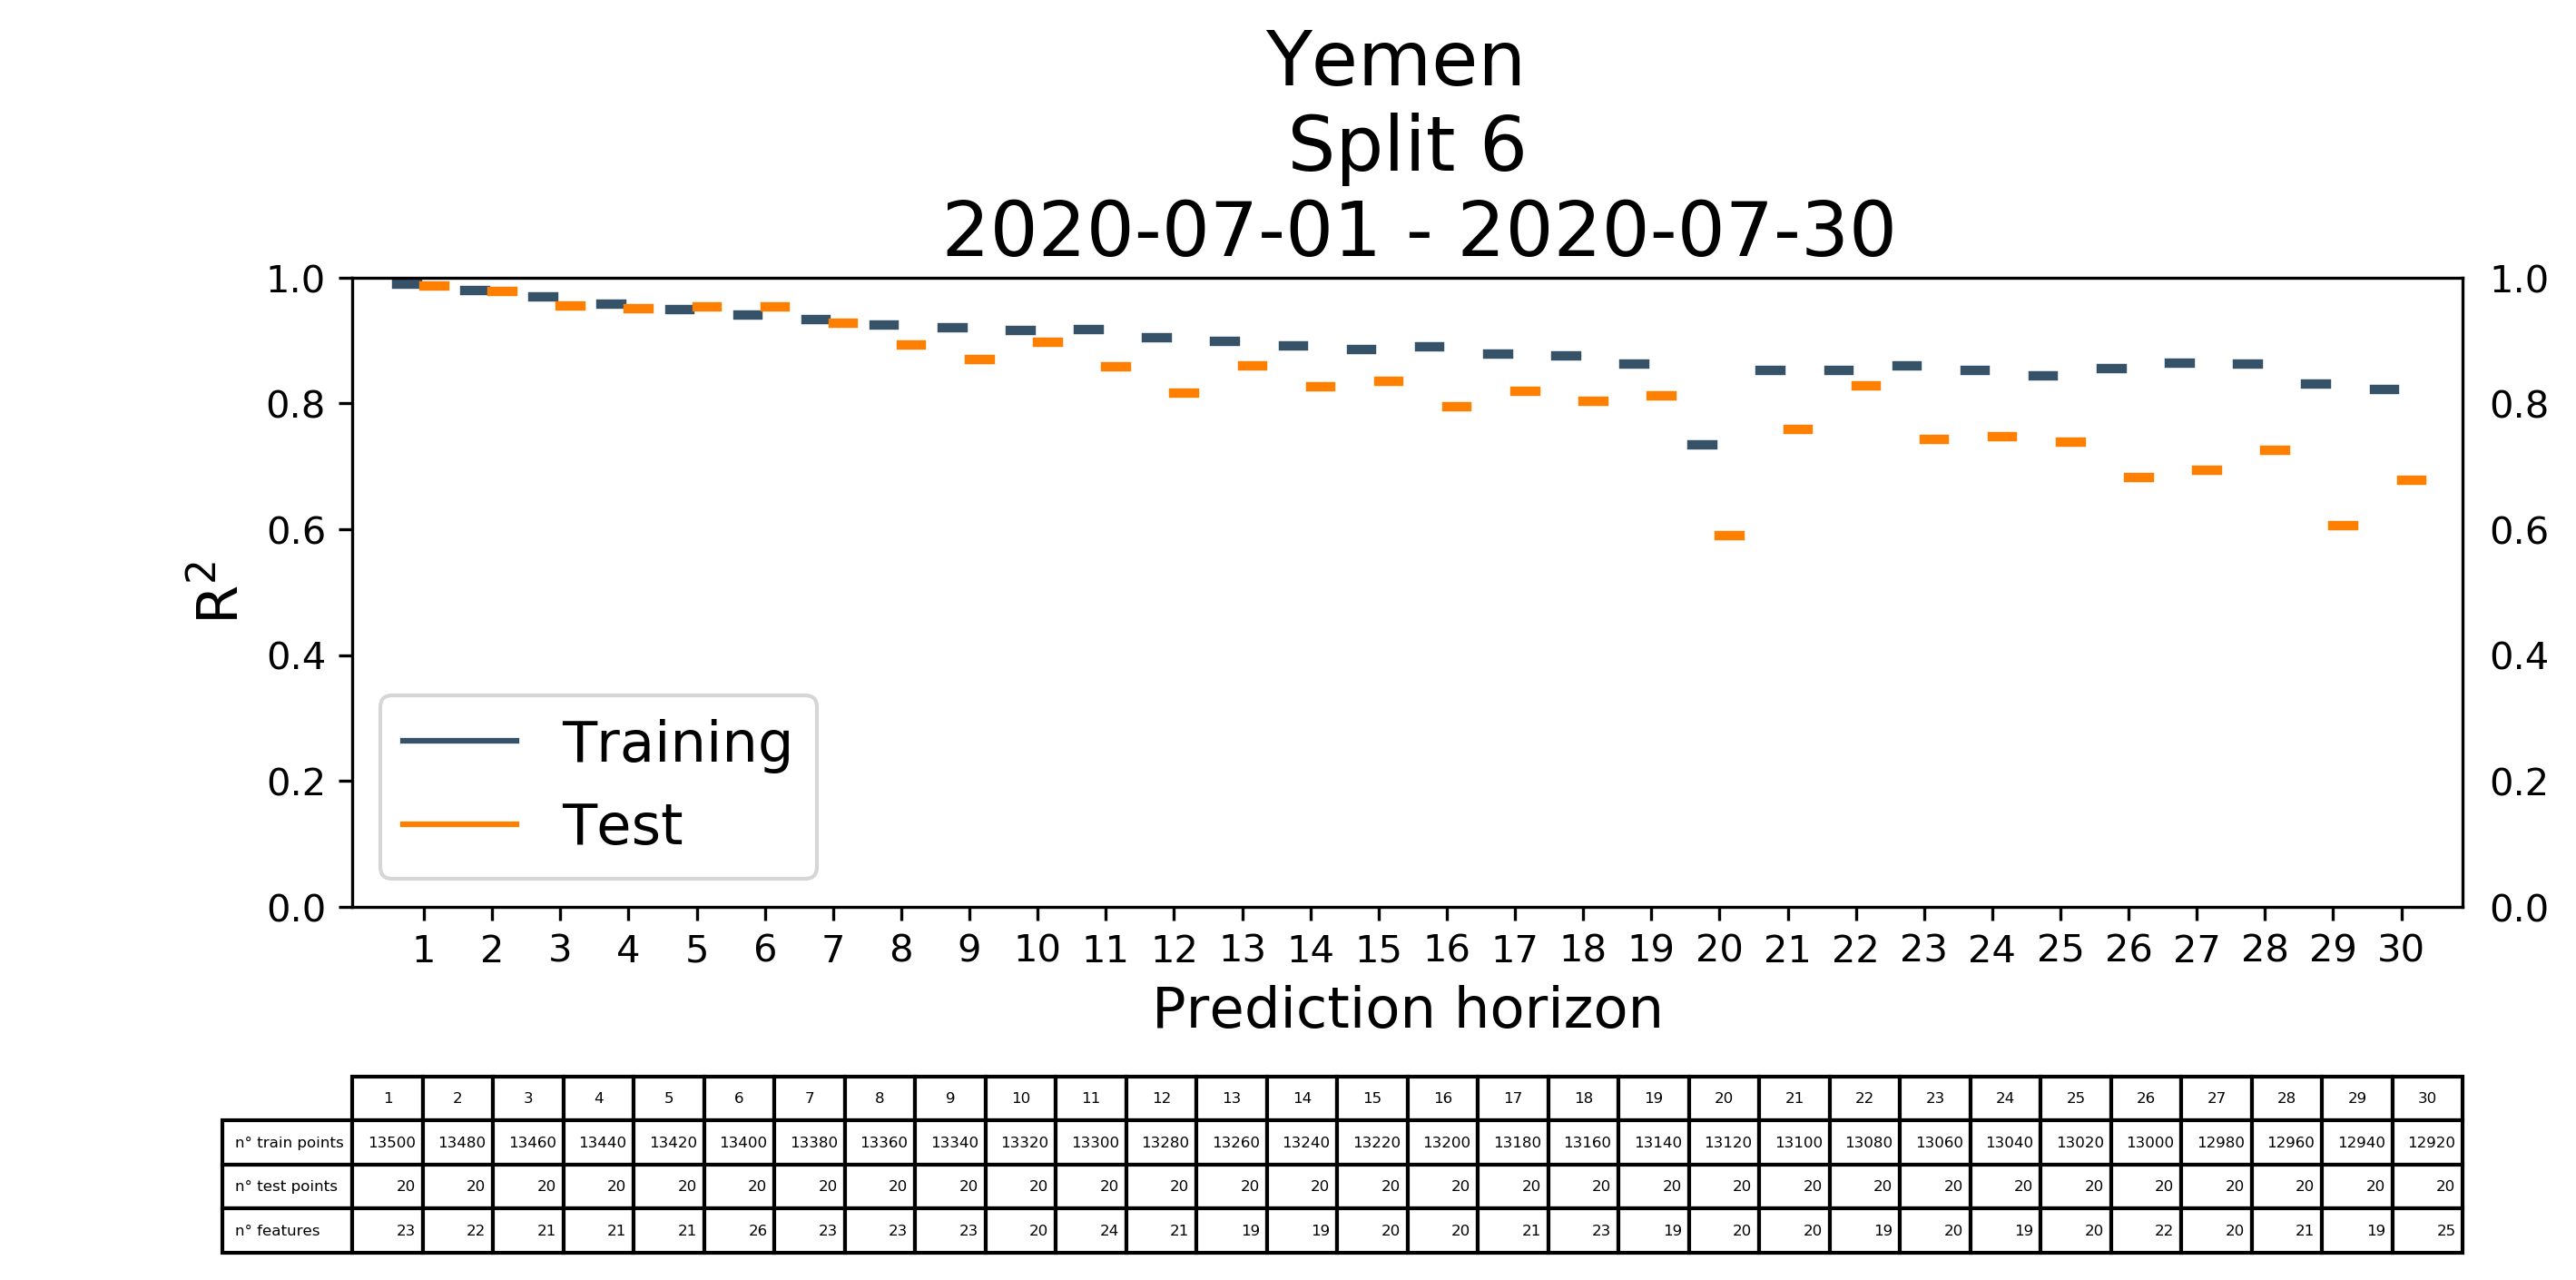 Yemen
Split 6
2020-07-01 - 2020-07-30
1.0 1.0
0.8 0.8
0.6 0.6
R²
0.4 0.4
Training
0.2 0.2
Test
0.0 0.0
1 2 3 4 5 6 7 8 9 10 11 12 13 14 15 16 17 18 19 20 21 22 23 24 25 26 27 28 29 30
Prediction horizon
1 2 3 4 5 6 7 8 9 10 11 12 13 14 15 16 17 18 19 20 21 22 23 24 25 26 27 28 29 30
n° train points 13500 13480 13460 13440 13420 13400 13380 13360 13340 13320 13300 13280 13260 13240 13220 13200 13180 13160 13140 13120 13100 13080 13060 13040 13020 13000 12980 12960 12940 12920
n° test points 20 20 20 20 20 20 20 20 20 20 20 20 20 20 20 20 20 20 20 20 20 20 20 20 20 20 20 20 20 20
n° features 23 22 21 21 21 26 23 23 23 20 24 21 19 19 20 20 21 23 19 20 20 19 20 19 20 22 20 21 19 25